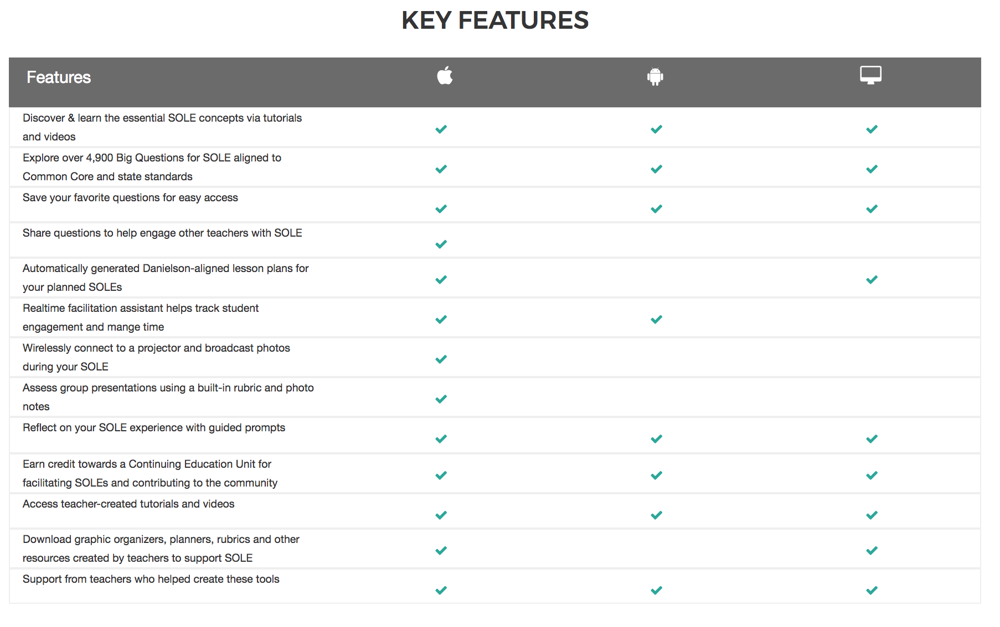 KEY FEATURES
Features
Discover & learn the essential SOLE concepts via tutorials
and videos
Explore over 4,900 Big Questions for SOLE aligned to
Common Core and state standards
Save your favorite questions for easy access
Share questions to help engage other teachers with SOLE
Automatically generated Danielson-aligned lesson plans for
your planned SOLEs
Realtime facilitation assistant helps track student
engagement and mange time
Wirelessly connect to a projector and broadcast photos
during your SOLE
Assess group presentations using a built-in rubric and photo
notes
Reflect on your SOLE experience with guided prompts
Earn credit towards a Continuing Education Unit for
facilitating SOLEs and contributing to the community
Access teacher-created tutorials and videos
Download graphic organizers, planners, rubrics and other
resources created by teachers to support SOLE
Support from teachers who helped create these tools